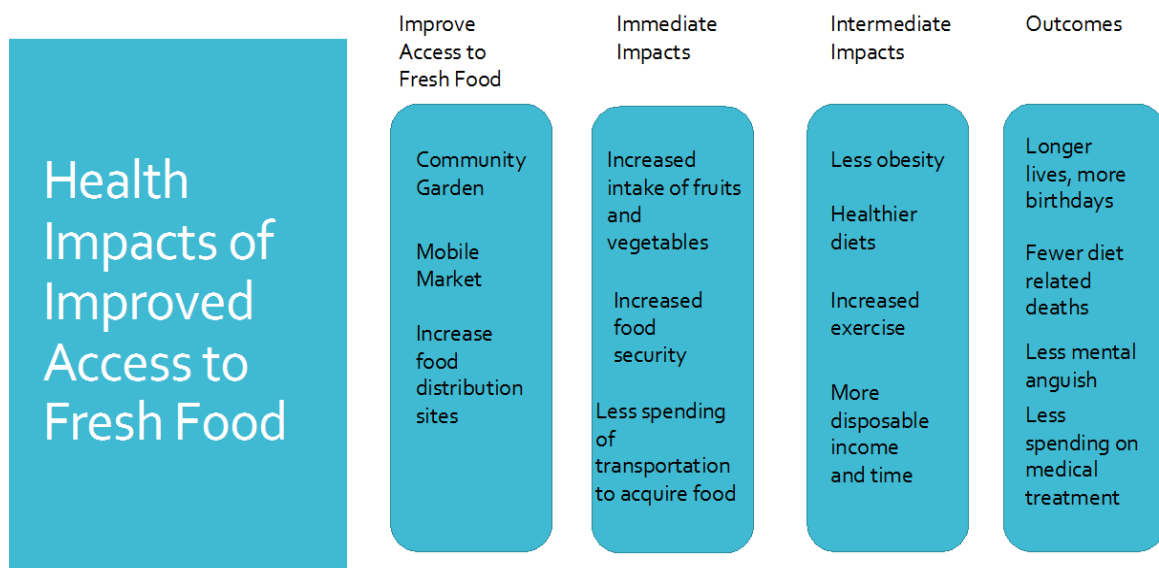 Health
Impacts of
Improved
Access to
Fresh Food
Improve
Access to
Fresh Food
Community
Garden
Mobile
Market
Increase
food
distribution
sites
Immediate
Impacts
Increased
intake of fruits
and
vegetables
Increased
food
security
Less spending
of
transportation
to acquire food
Intermediate
Impacts
Less obesity
Healthier
diets
Increased
exercise
More
disposable
income
and time
Outcomes
Longer
lives, more
birthdays
Fewer diet
related
deaths
Less mental
anguish
Less
spending on
medical
treatment